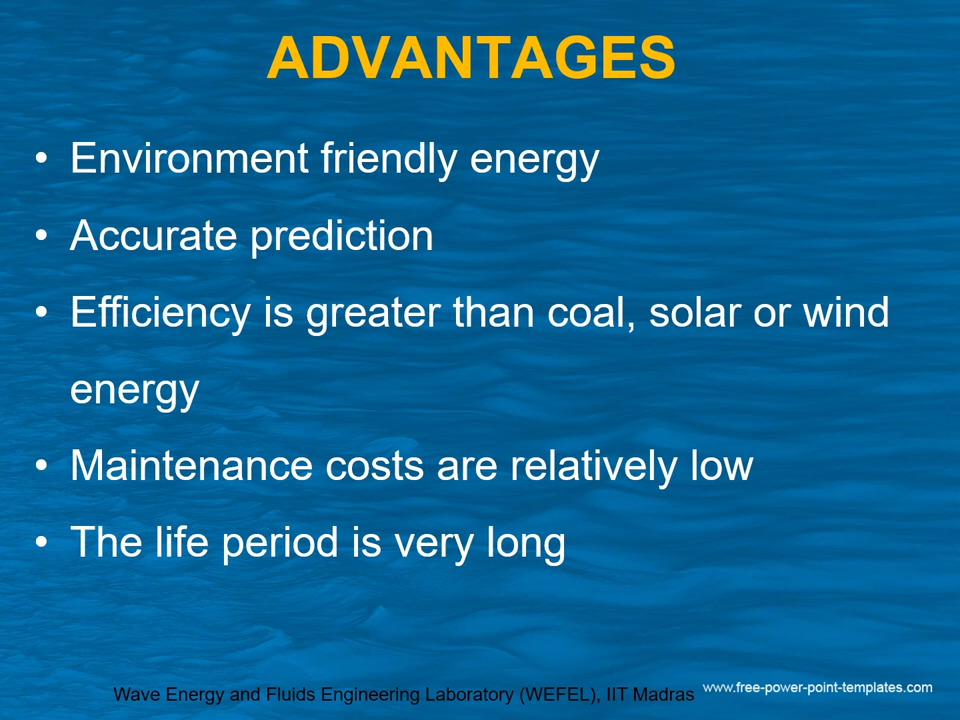 ADVANTAGES
• Environment friendly energy
• Accurate prediction
• Efficiency is greater than coal, solar or wind
energy
• Maintenance costs are relatively low
• The life period is very long
Wave Energy and Fluids Engineering Laboratory (WEFEL), IIT Madras
www.free-power-point-templates.com